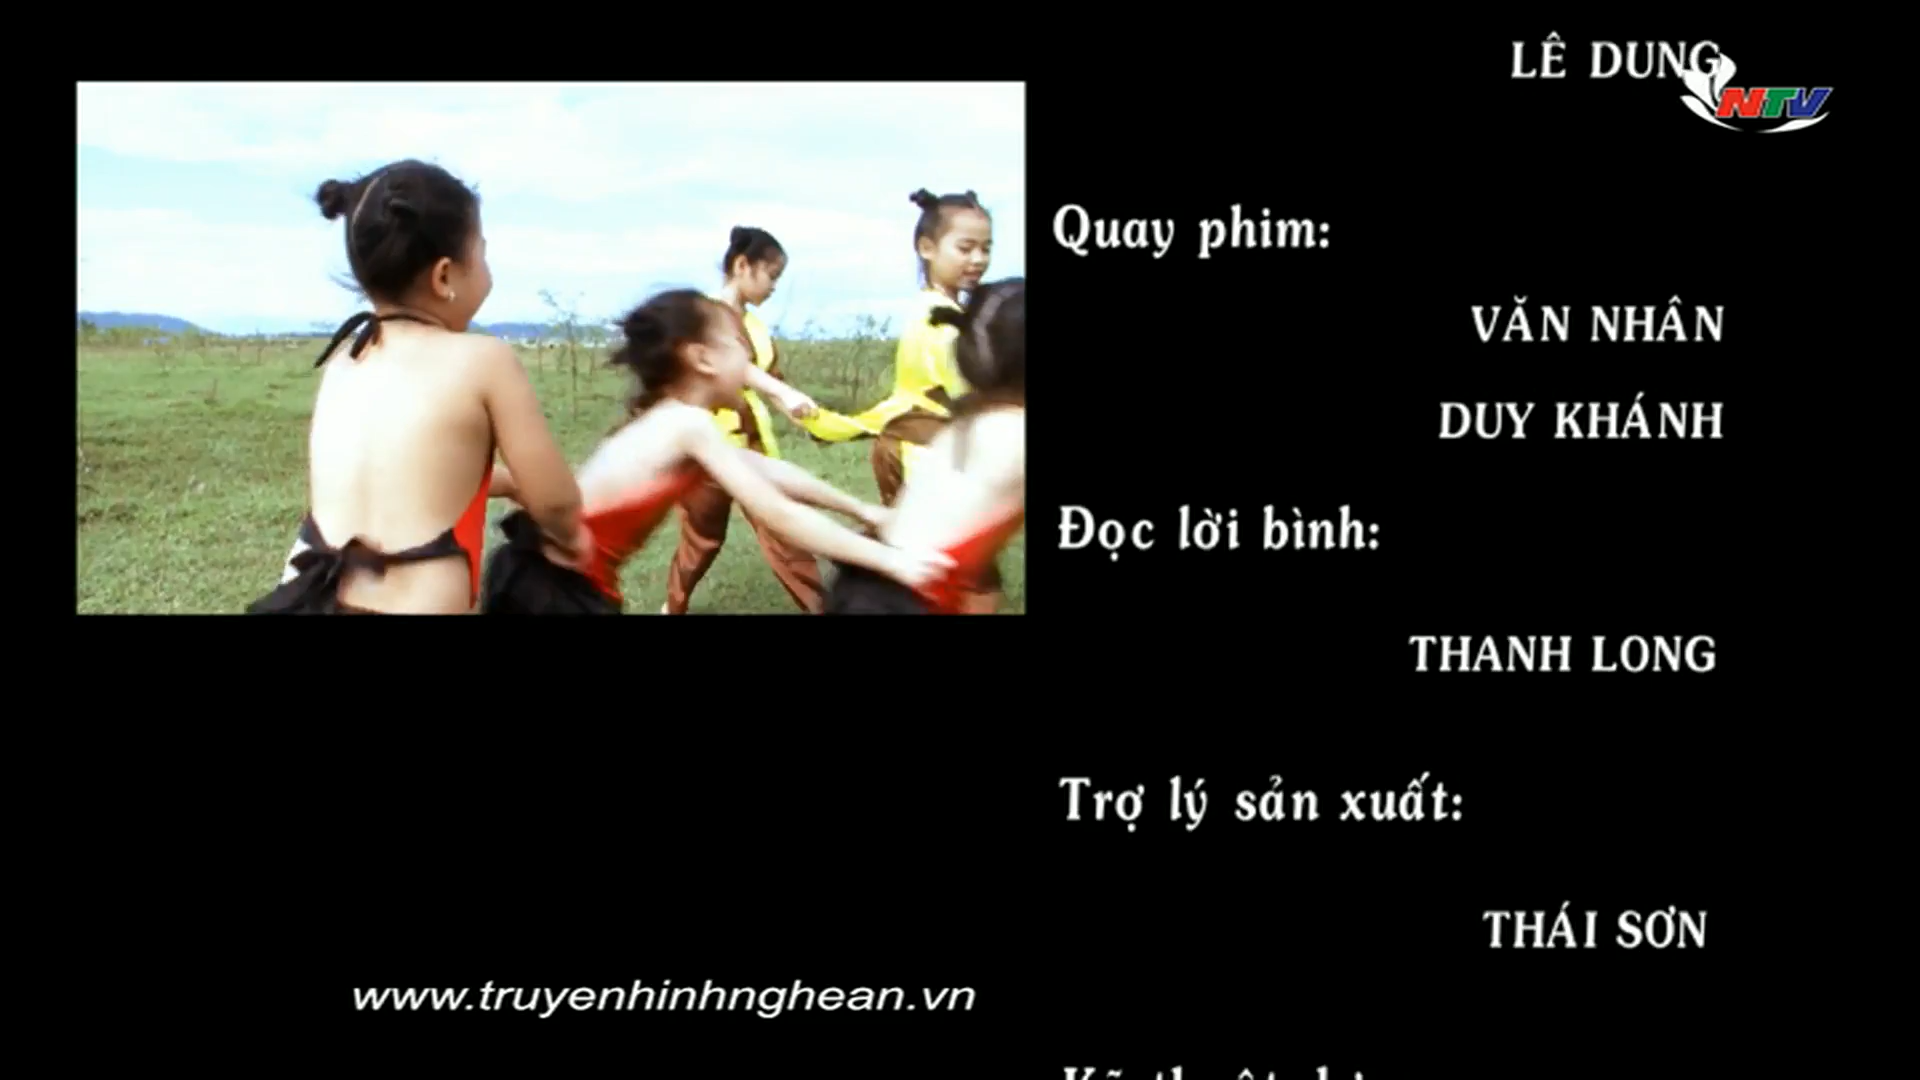 LÊ DUNG
NTV
Quay phim:
VĂN NHÂN
DUY KHÁNH
Đọc lời bình:
THANH LONG
Trợ lý sản xuất:
THÁI SƠN
www.truyenhinhnghean.vn